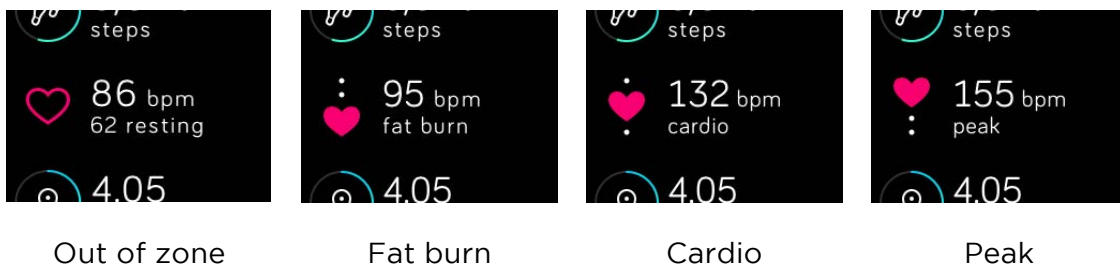 steps
86 bpm
62 resting
4.05
Out of zone
steps
95 bpm
fat burn
4.05
Fat burn
steps
132 bpm
cardio
4.05
Cardio
steps
155 bpm
peak
4.05
Peak